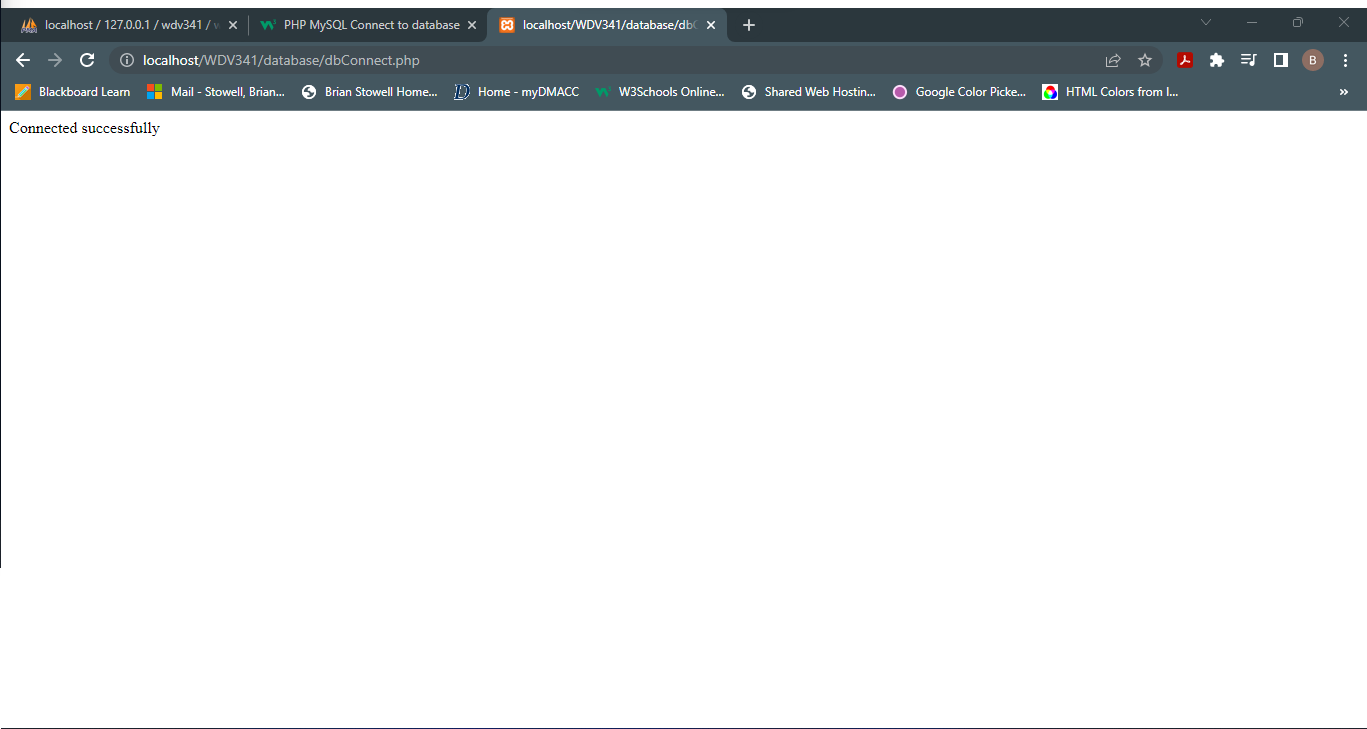 localhost / 127.0.0.1 / wdv341 /
PHP MySQL Connect to database
localhost/WDV341/database/db
localhost/WDV341/database/dbConnect.php
B
Blackboard Learn
Mail - Stowell, Brian...
Brian Stowell Home...
Home - myDMACC
W3Schools Online...
Shared Web Hostin...
Google Color Picke...
HTML Colors from I...
Connected successfully